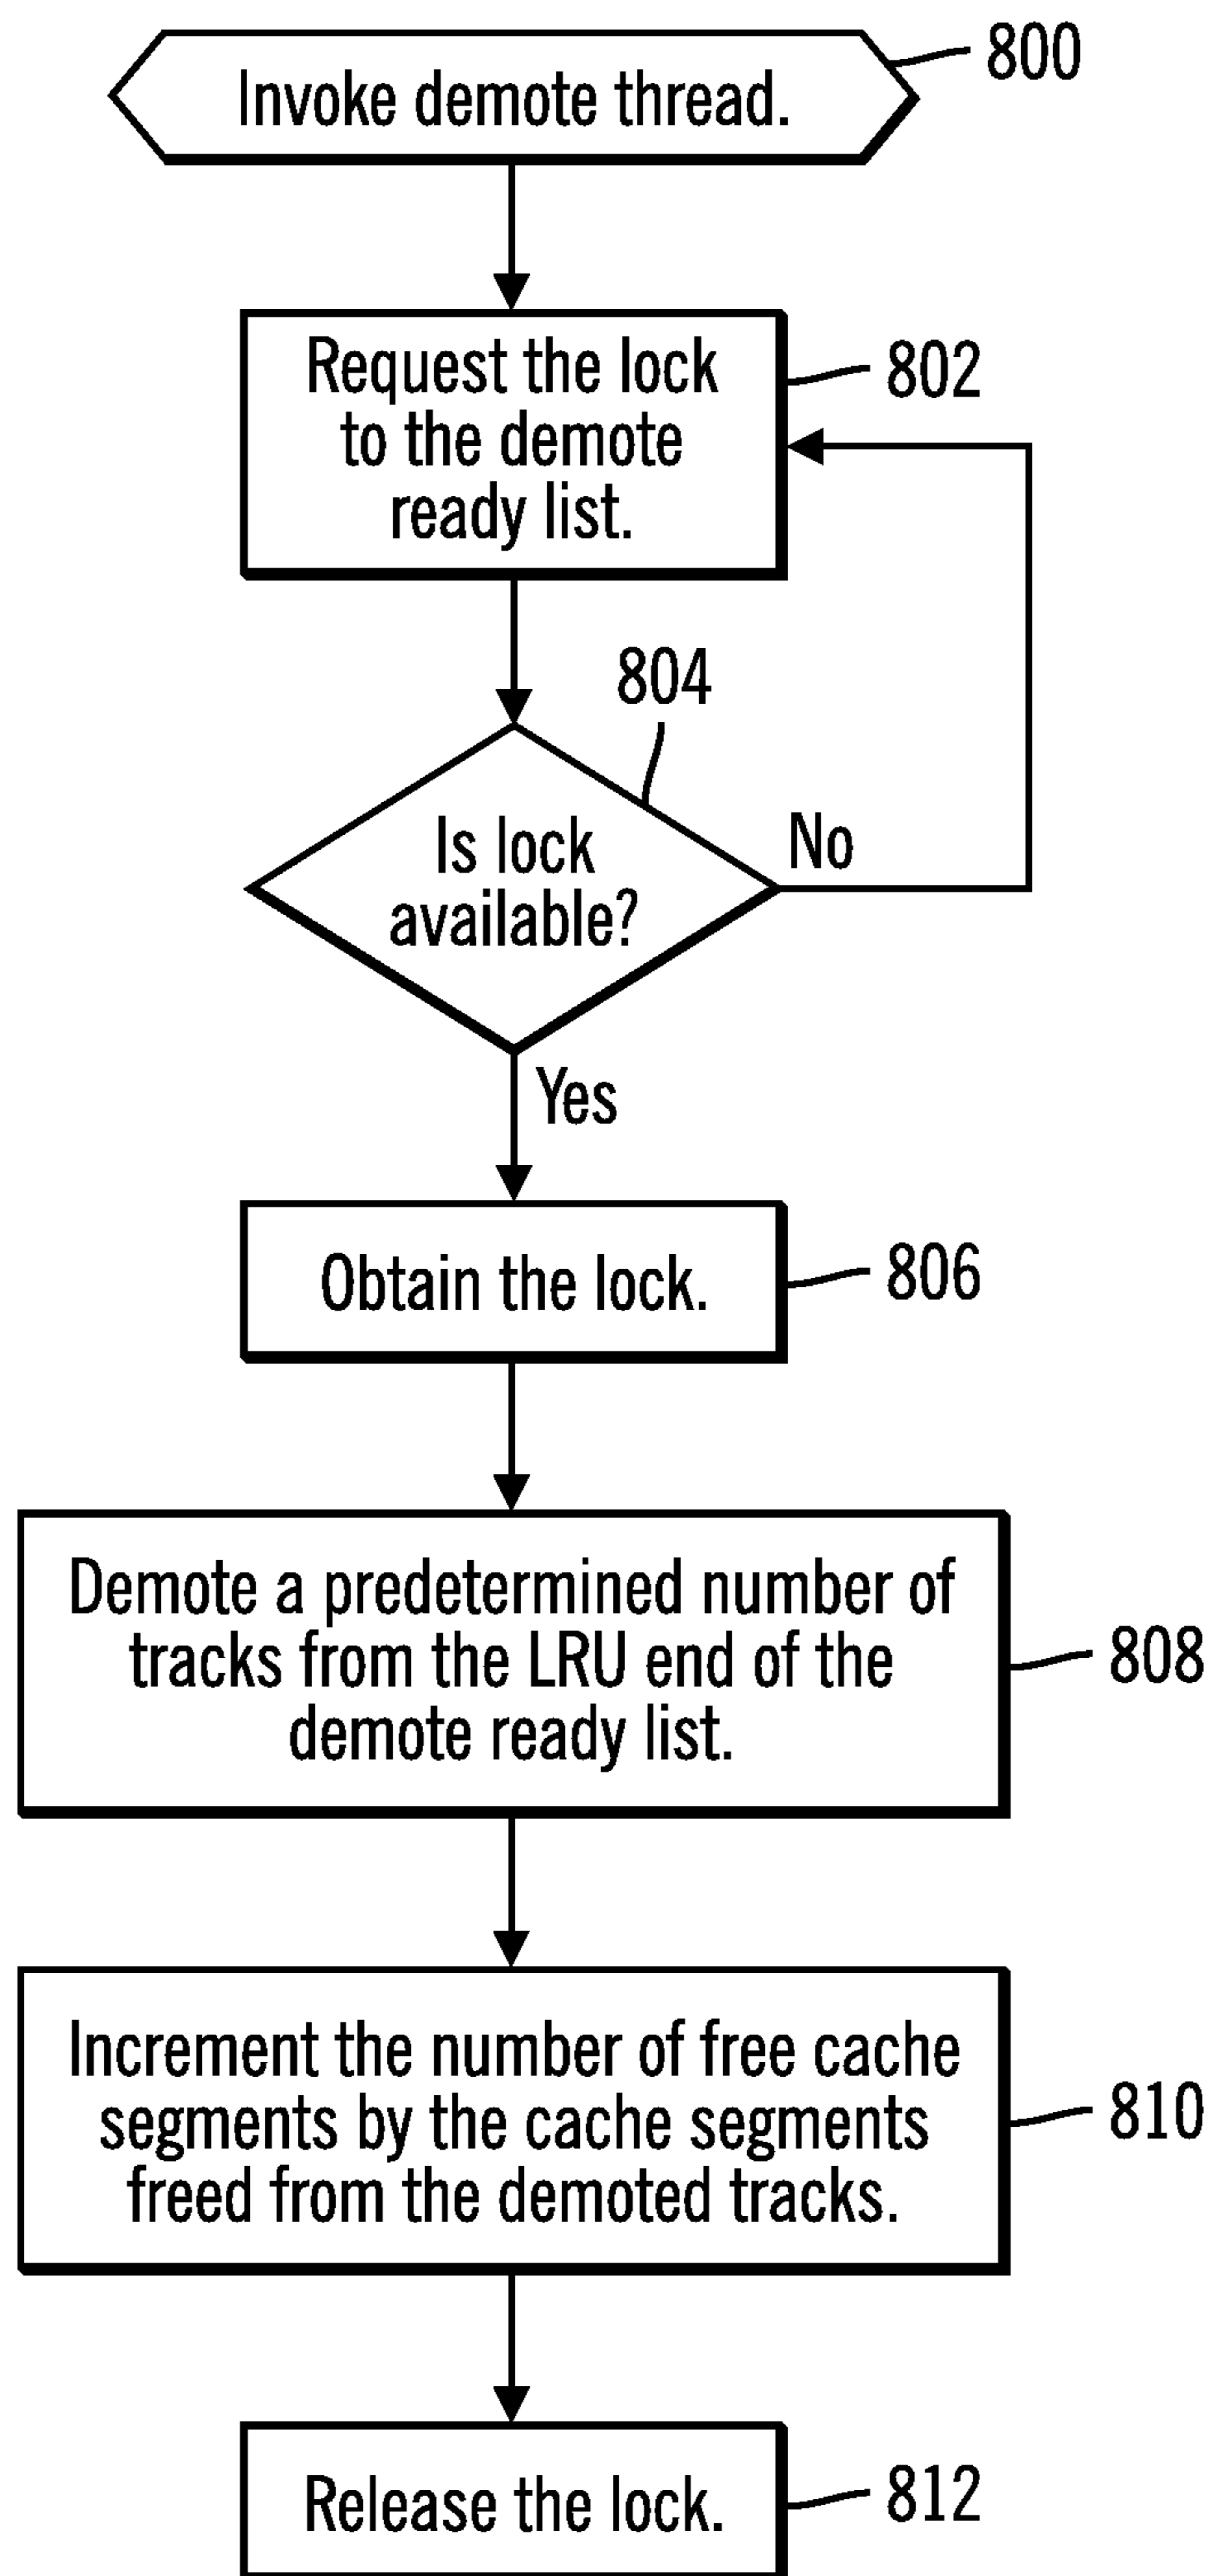 Invoke demote thread.
800
Request the lock
to the demote
ready list.
802
804
Is lock
available?
No
Yes
Obtain the lock.
806
Demote a predetermined number of
tracks from the LRU end of the
demote ready list.
808
Increment the number of free cache
segments by the cache segments
freed from the demoted tracks.
810
Release the lock.
812